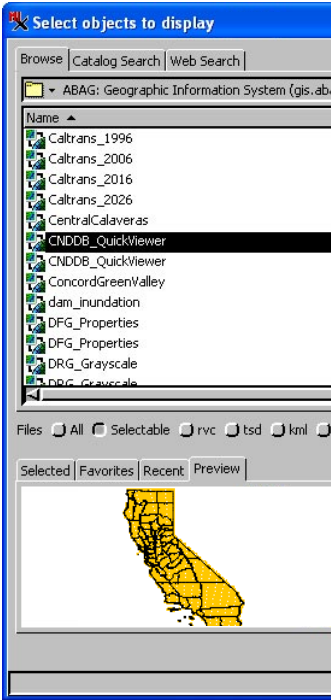 Select objects to display
Browse Catalog Search Web Search
ABAG: Geographic Information System (gis.aba
Name
Caltrans_1996
Caltrans_2006
Caltrans_2016
Caltrans_2026
CentralCalaveras
CNDDB_QuickViewer
CNDDB_QuickViewer
ConcordGreenValley
dam_inundation
DFG_Properties
DFG_Properties
DRG_Grayscale
DRG_Grayscale
Files All Selectable rvc tsd kml
Selected Favorites Recent Preview